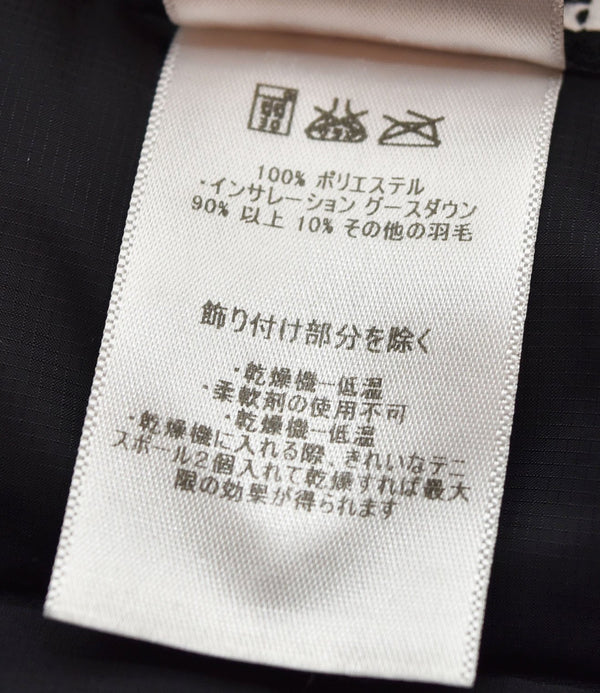 100% ポリエステル
・インサレーション グースダウン
90% 以上 10% その他の羽毛
飾り付け部分を除く
・乾燥機ー低温
・柔軟剤の使用不可
・乾燥機ー低温
・乾燥機に入れる際、きれいなテニ
スボール2個入れて乾燥すれば最大
限の効果が得られます